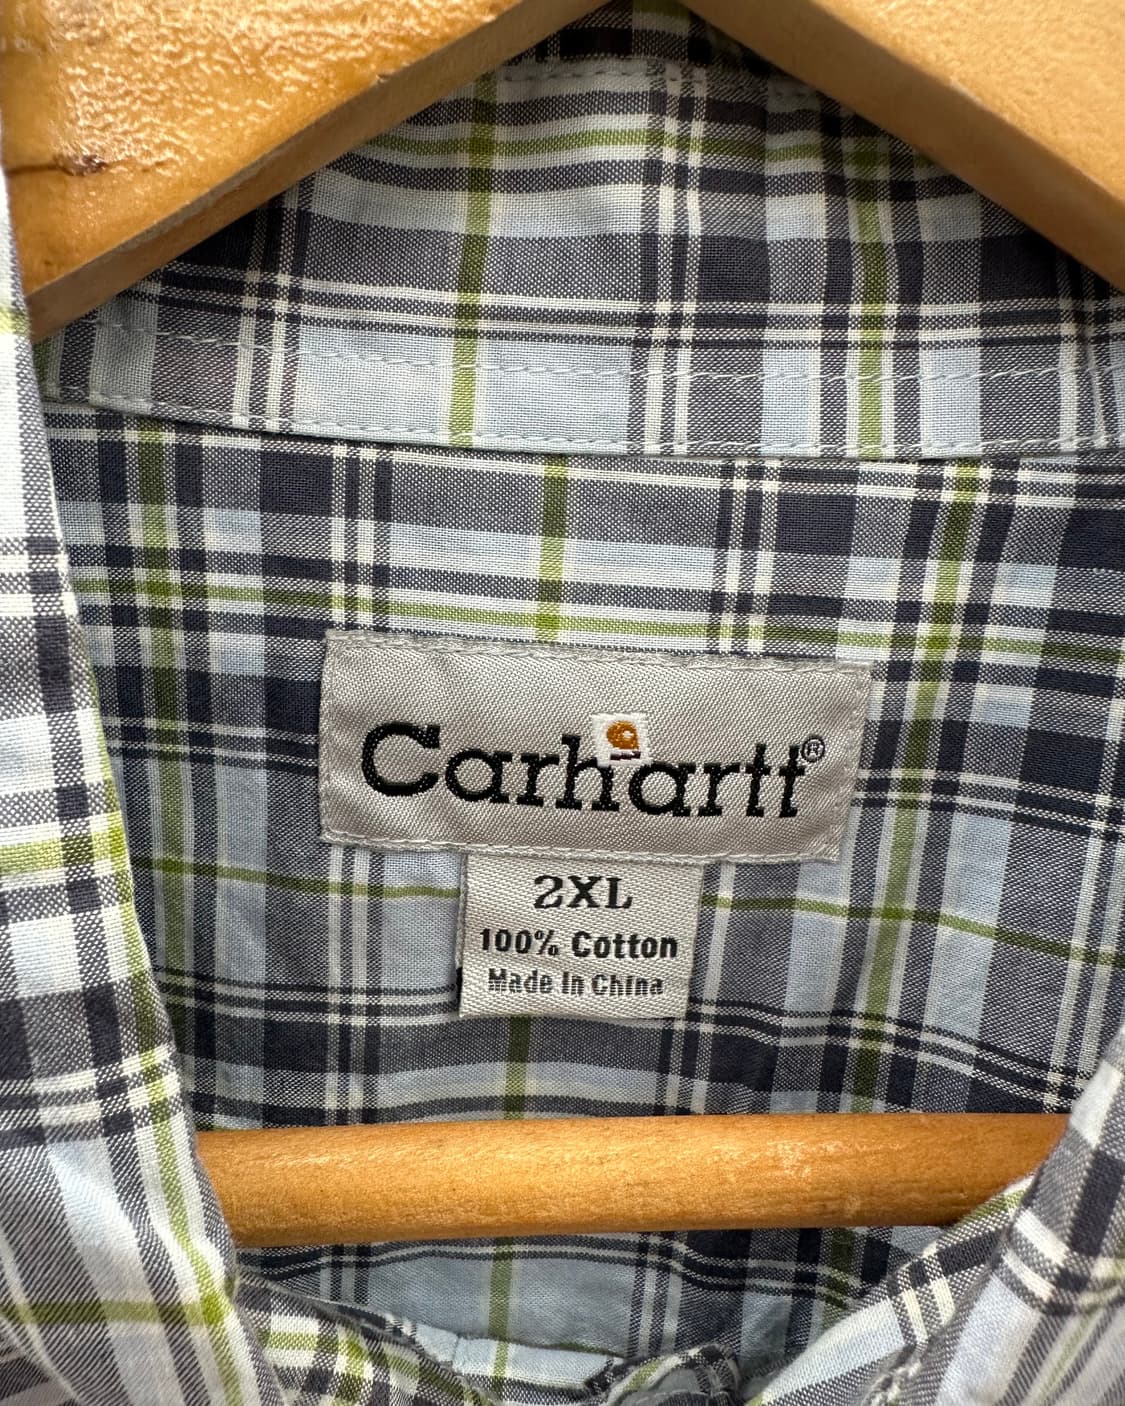 Carhartt®
2XL
100% Cotton
Made In China